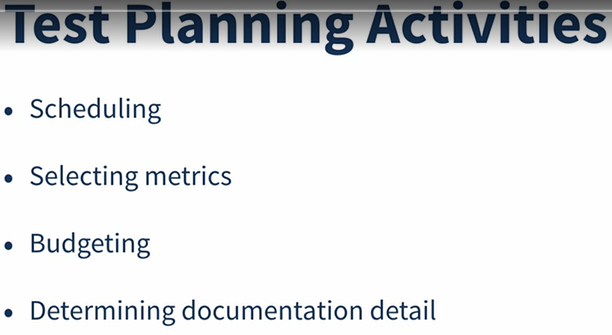 Test Planning Activities
• Scheduling
• Selecting metrics
• Budgeting
• Determining documentation detail